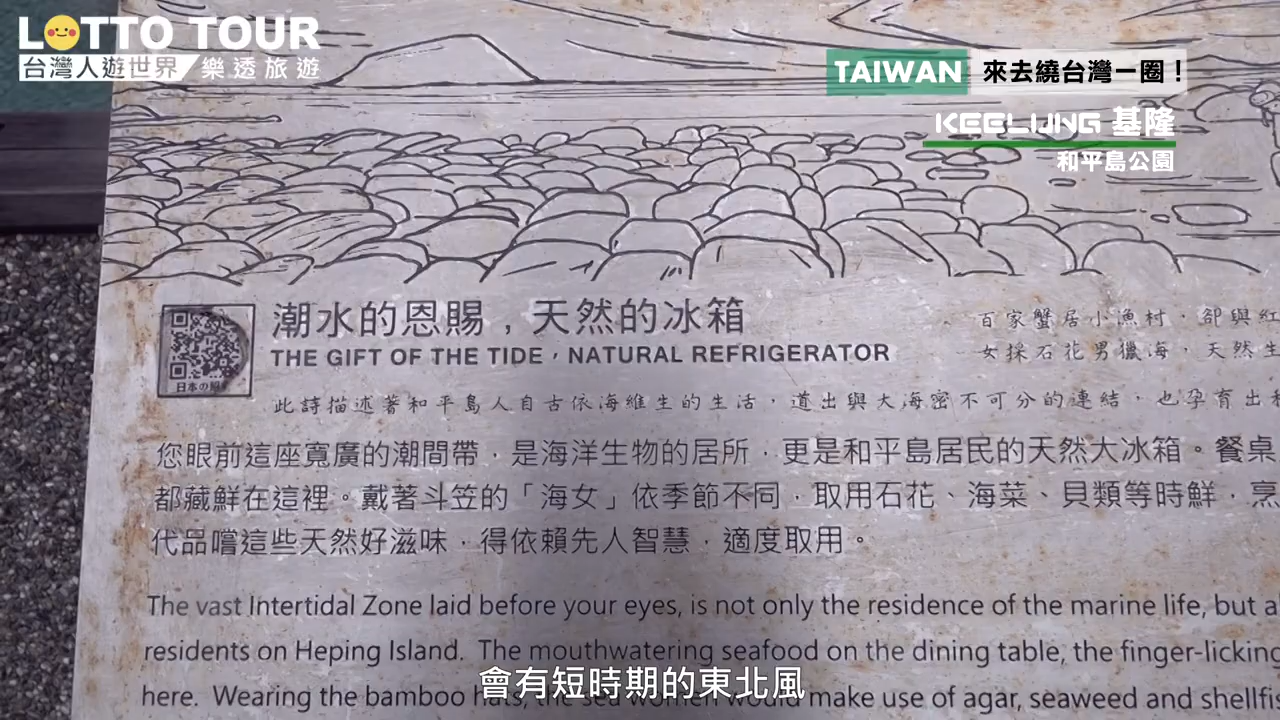 LOTTO TOUR
台灣人遊世界 樂透旅遊
TAIWAN 來去繞台灣一圈！
KEELUNG 基隆
和平島公園
潮水的恩賜，天然的冰箱
THE GIFT OF THE TIDE，NATURAL REFRIGERATOR
百家蟹居小漁村，卻與紅
女採石花男獵海，天然生
日本の
此詩描述著和平島人自古依海維生的生活，道出與大海密不可分的連結，也孕育出
您眼前這座寬廣的潮間帶，是海洋生物的居所，更是和平島居民的天然大冰箱。餐桌
都藏鮮在這裡。戴著斗笠的「海女」依季節不同，取用石花、海菜、貝類等時鮮，烹
代品嚐這些天然好滋味，得依賴先人智慧，適度取用。
The vast Intertidal Zone laid before your eyes, is not only the residence of the marine life, but a
residents on Heping Island. The mouthwatering seafood on the dining table, the finger-licking
here. Wearing the bamboo hats, the sea women would make use of agar, seaweed and shellfis
會有短時期的東北風